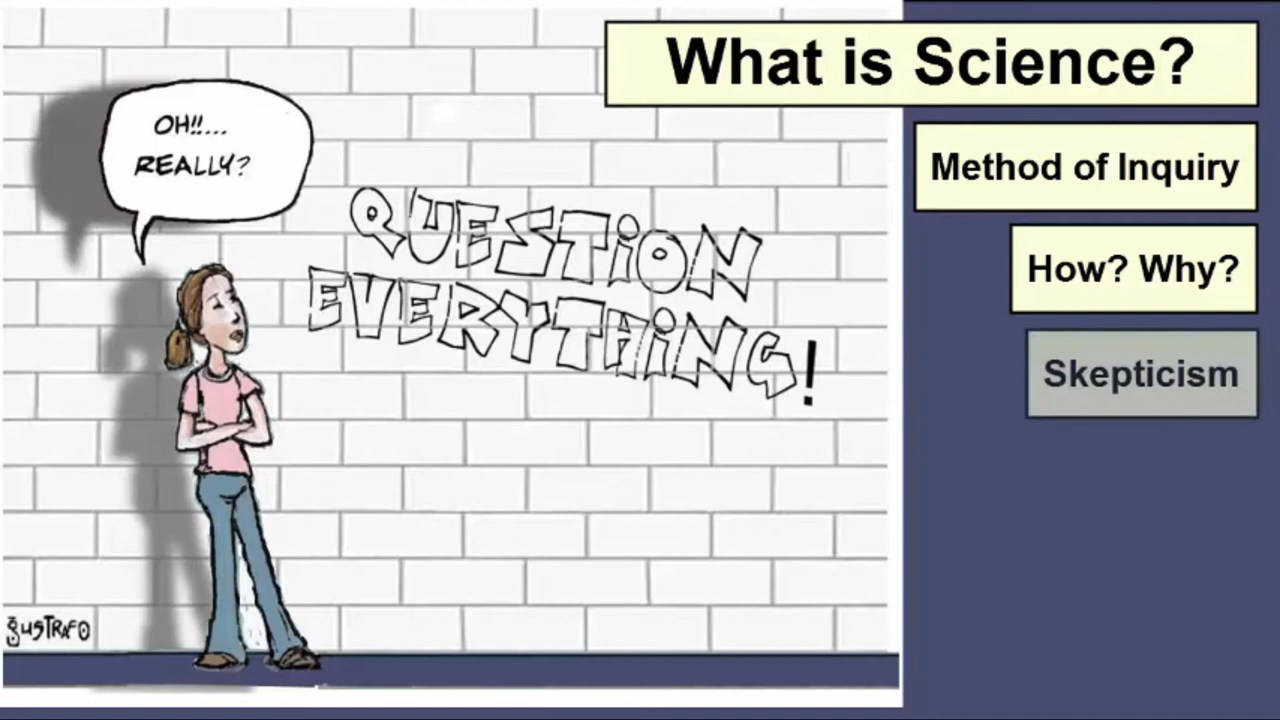 What is Science?
Method of Inquiry
How? Why?
Skepticism
OH!!...
REALLY?
QUESTION
EVERYTHING!
gUSTRAFO